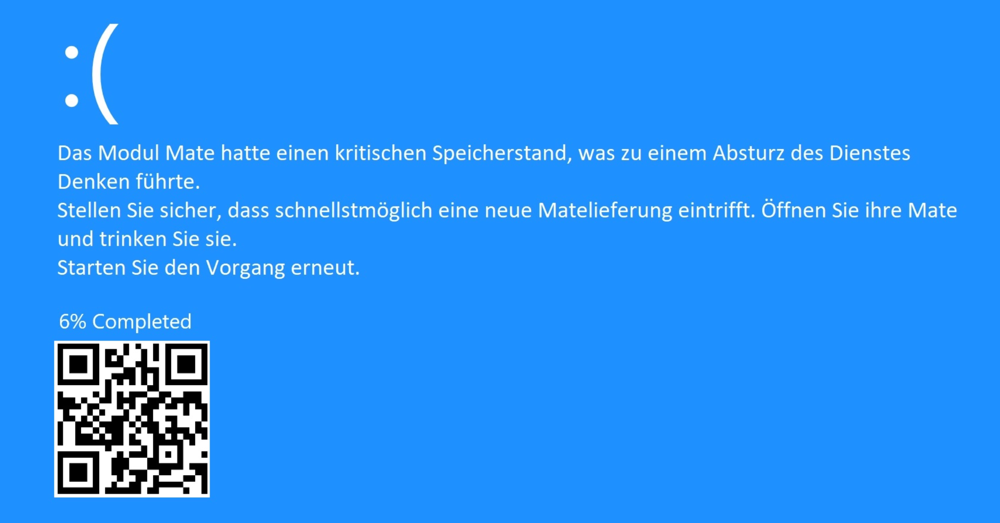 :(
Das Modul Mate hatte einen kritischen Speicherstand, was zu einem Absturz des Dienstes
Denken führte.
Stellen Sie sicher, dass schnellstmöglich eine neue Matelieferung eintrifft. Öffnen Sie ihre Mate
und trinken Sie sie.
Starten Sie den Vorgang erneut.
6% Completed